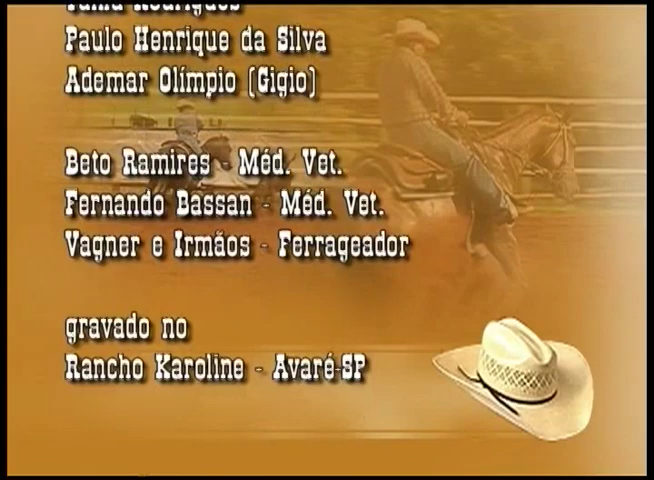 Paulo Henrique da Silva
Ademar Olímpio (Gigio)
Beto Ramires - Méd. Vet.
Fernando Bassan - Méd. Vet.
Vagner e Irmãos - Ferrageador
gravado no
Rancho Karoline - Avaré-SP